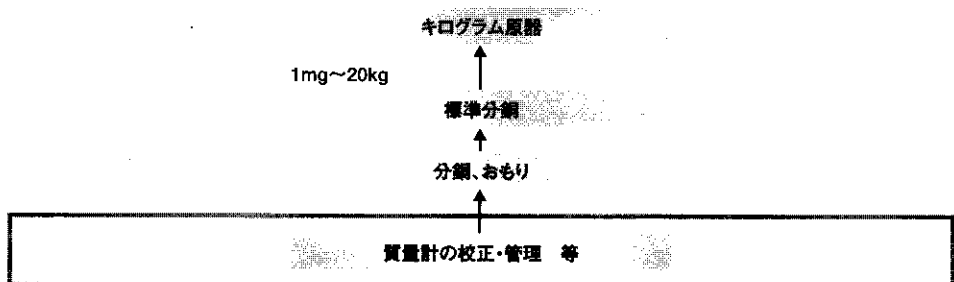 キログラム原器
1mg～20kg
標準分銅
分銅、おもり
質量計の校正・管理　等